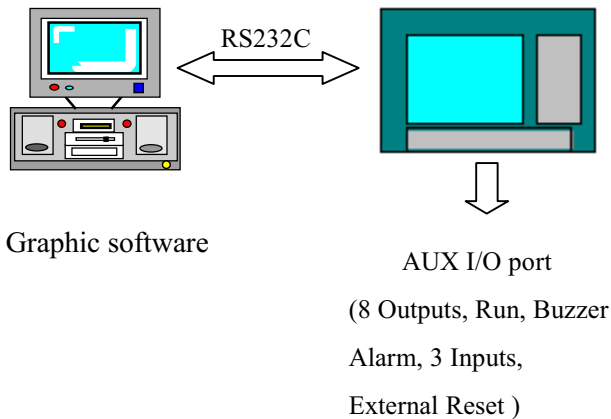 RS232C
Graphic software
AUX I/O port
(8 Outputs, Run, Buzzer
Alarm, 3 Inputs,
External Reset )